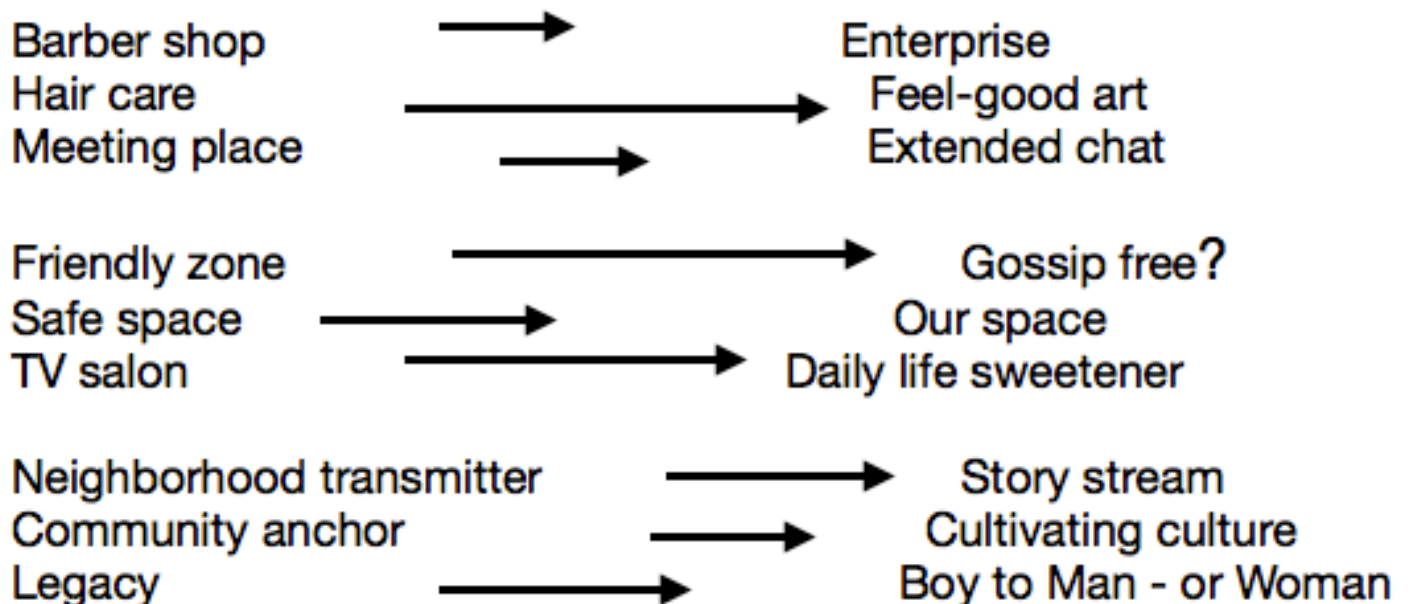 Barber shop Enterprise
Hair care Feel-good art
Meeting place Extended chat
Friendly zone Gossip free?
Safe space Our space
TV salon Daily life sweetener
Neighborhood transmitter Story stream
Community anchor Cultivating culture
Legacy Boy to Man - or Woman